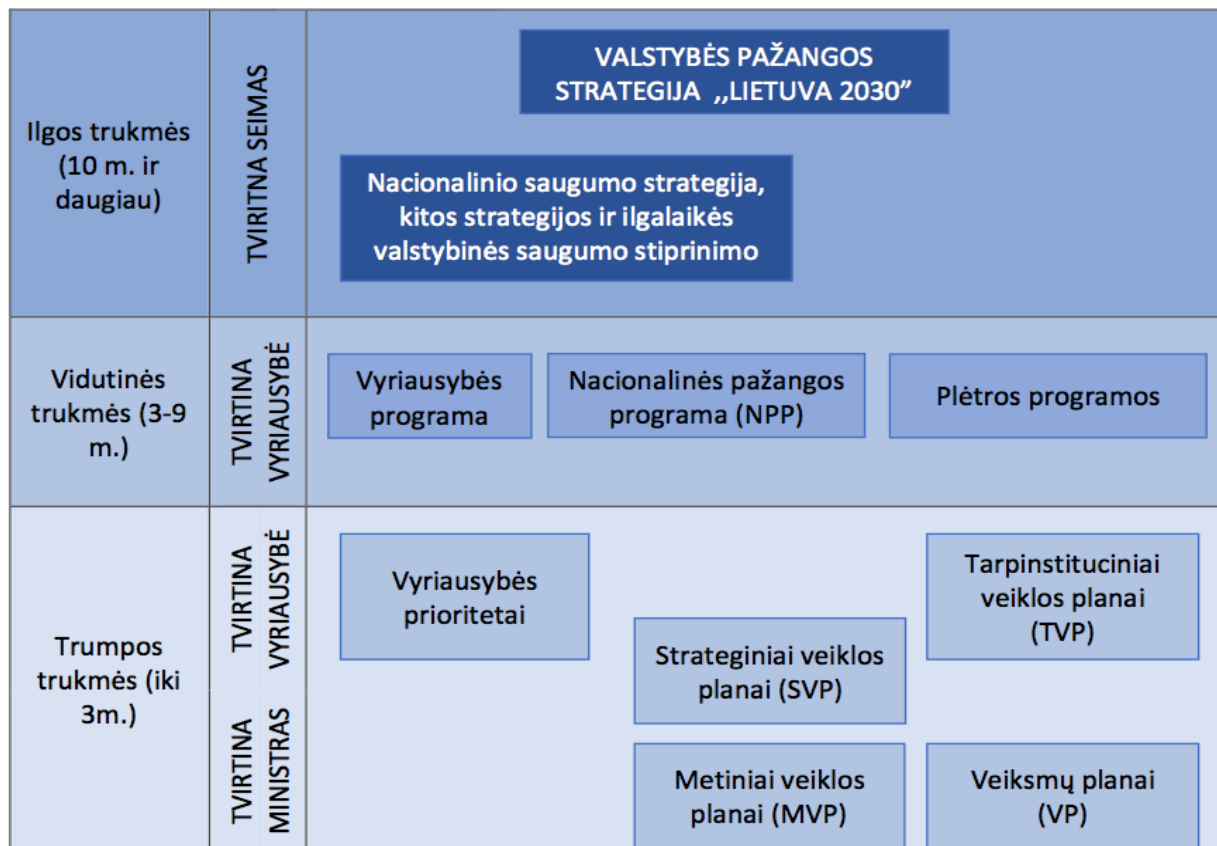 VALSTYBĖS PAŽANGOS
STRATEGIJA ,,LIETUVA 2030”
Ilgos trukmės
(10 m. ir
daugiau)
TVIRITNA SEIMAS
Nacionalinio saugumo strategija,
kitos strategijos ir ilgalaikės
valstybinės saugumo stiprinimo
Vidutinės
trukmės (3-9
m.)
TVIRTINA
VYRIAUSYBĖ
Vyriausybės
programa
Nacionalinės pažangos
programa (NPP)
Plėtros programos
Trumpos
trukmės (iki
3m.)
TVIRTINA
VYRIAUSYBĖ
Vyriausybės
prioritetai
Strateginiai veiklos
planai (SVP)
Tarpinstituciniai
veiklos planai
(TVP)
TVIRTINA
MINISTRAS
Metiniai veiklos
planai (MVP)
Veiksmų planai
(VP)